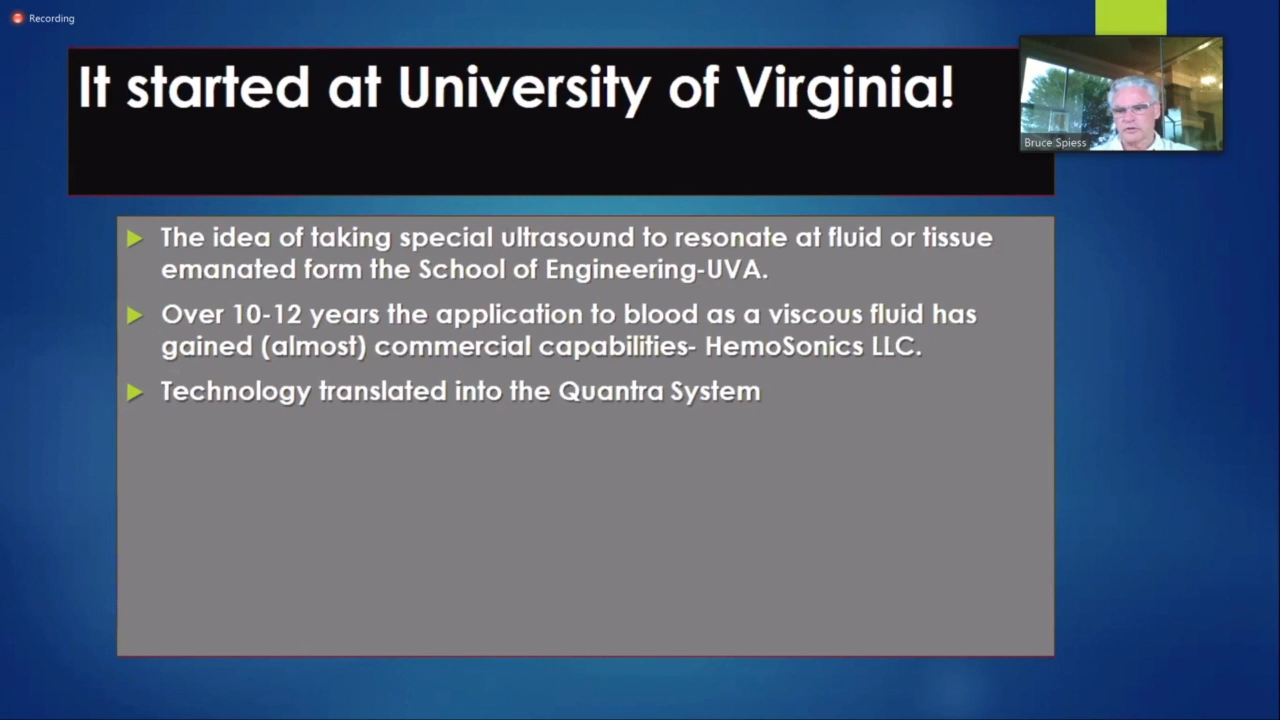 Recording
It started at University of Virginia!
Bruce Spiess
The idea of taking special ultrasound to resonate at fluid or tissue
emanated form the School of Engineering-UVA.
Over 10-12 years the application to blood as a viscous fluid has
gained (almost) commercial capabilities- HemoSonics LLC.
Technology translated into the Quantra System